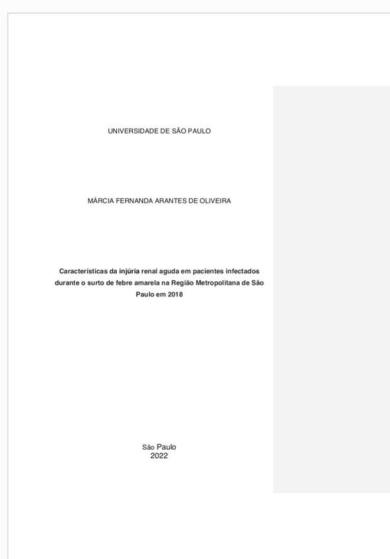 UNIVERSIDADE DE SÃO PAULO
MÁRCIA FERNANDA ARANTES DE OLIVEIRA
Características da injúria renal aguda em pacientes infectados
durante o surto de febre amarela na Região Metropolitana de São
Paulo em 2018
São Paulo
2022